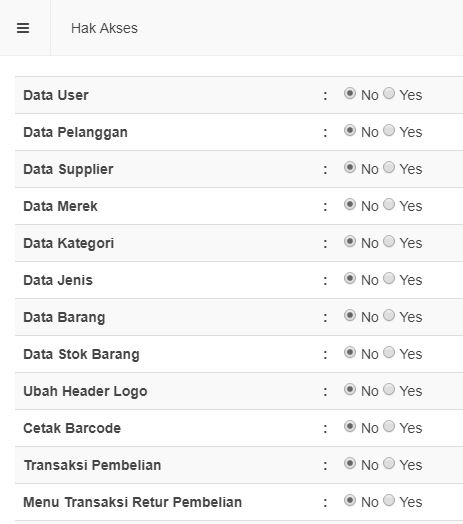 Hak Akses
Data User : No Yes
Data Pelanggan : No Yes
Data Supplier : No Yes
Data Merek : No Yes
Data Kategori : No Yes
Data Jenis : No Yes
Data Barang : No Yes
Data Stok Barang : No Yes
Ubah Header Logo : No Yes
Cetak Barcode : No Yes
Transaksi Pembelian : No Yes
Menu Transaksi Retur Pembelian : No Yes